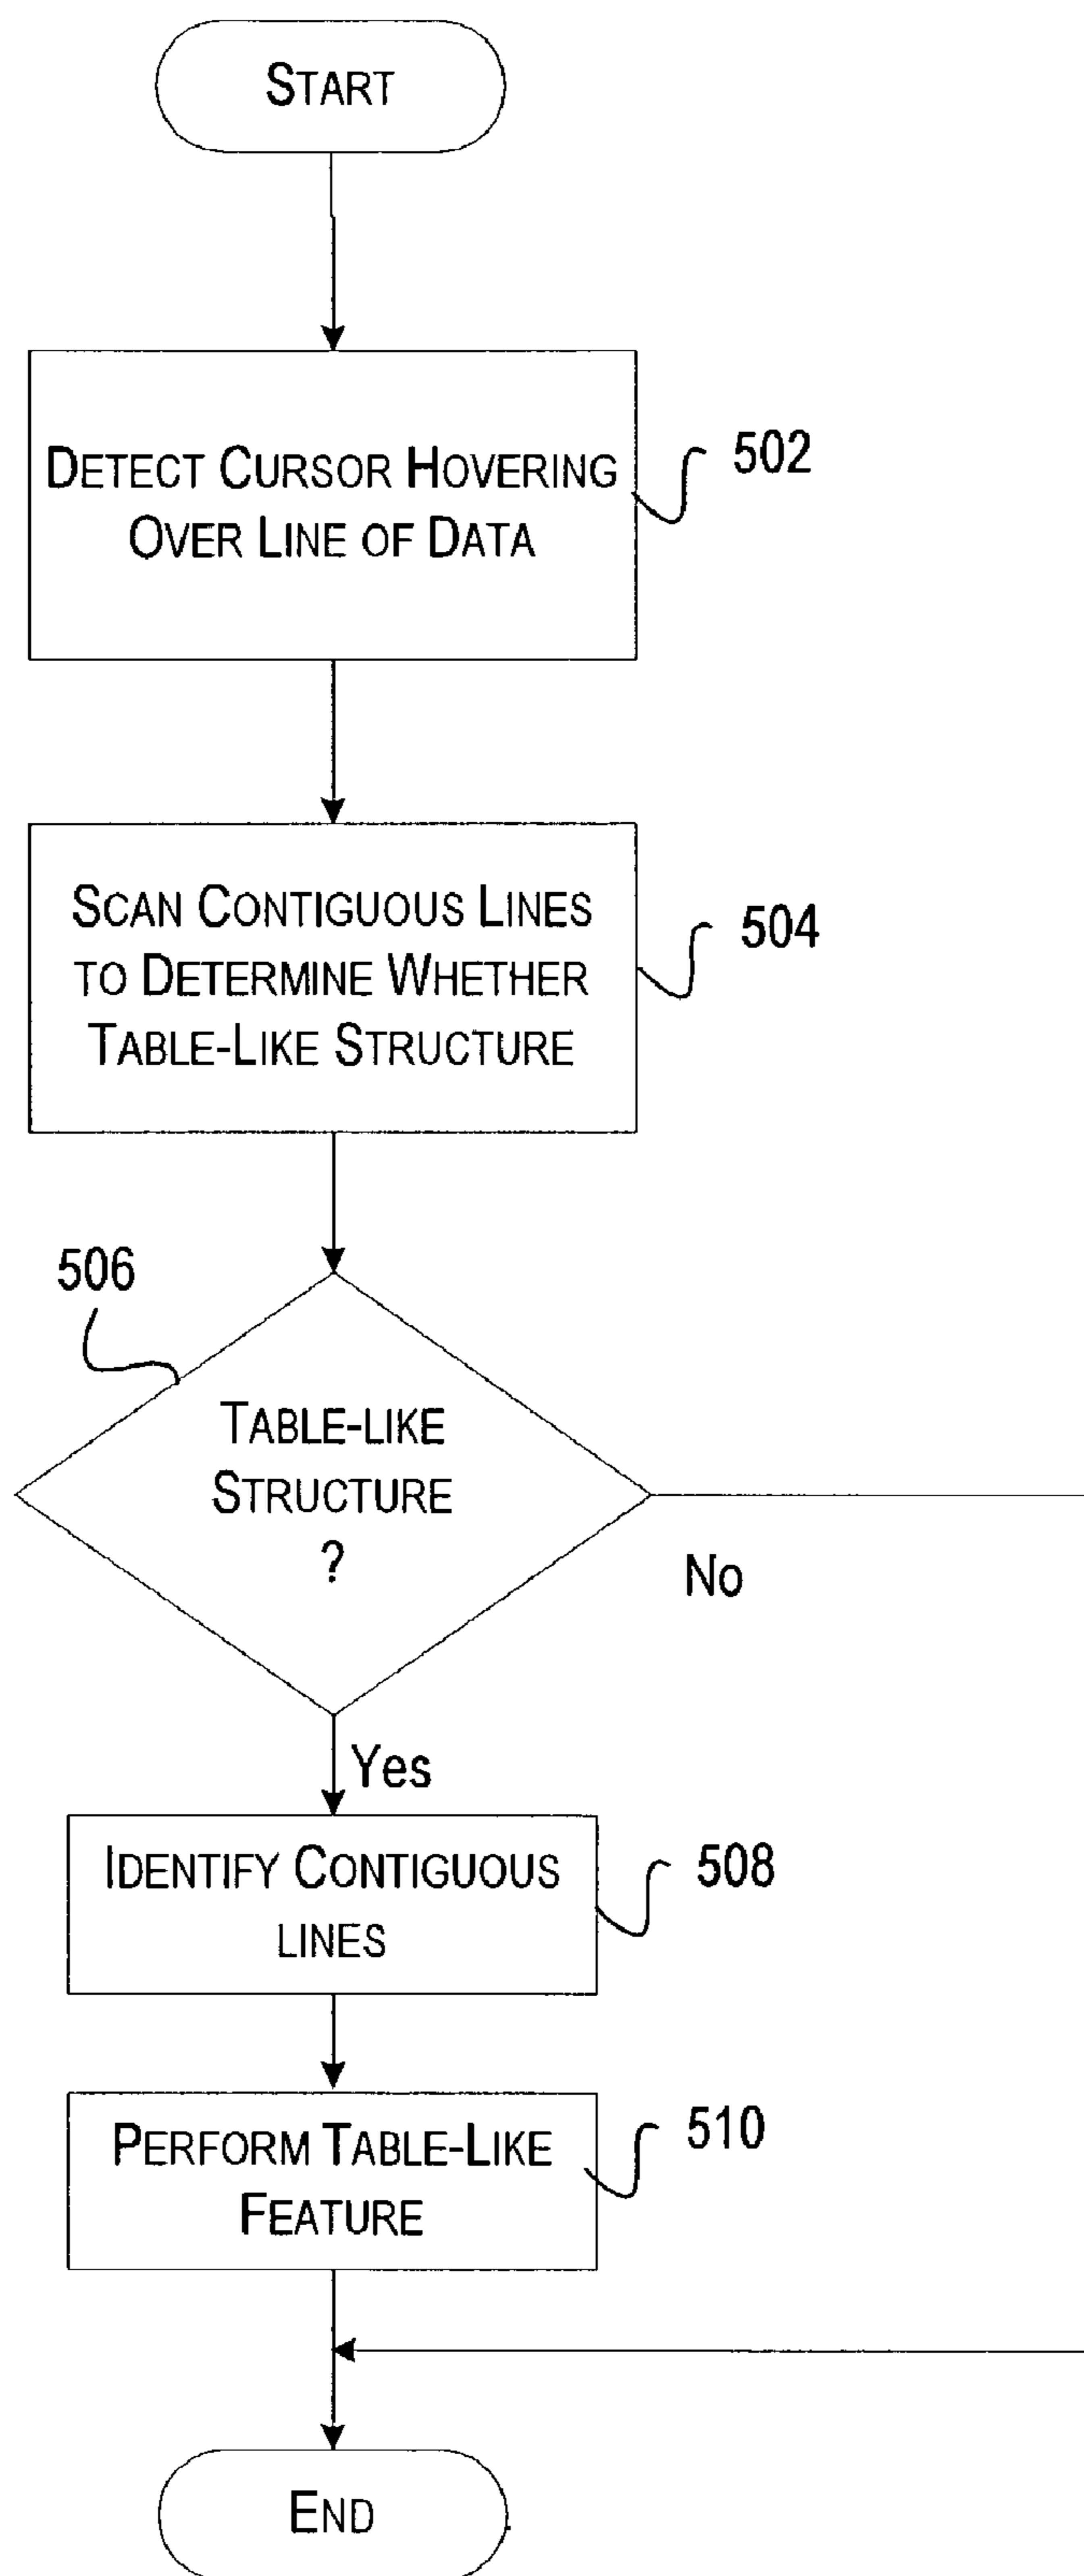 START
DETECT CURSOR HOVERING
OVER LINE OF DATA
502
SCAN CONTIGUOUS LINES
TO DETERMINE WHETHER
TABLE-LIKE STRUCTURE
504
506
TABLE-LIKE
STRUCTURE
?
No
Yes
IDENTIFY CONTIGUOUS
LINES
508
PERFORM TABLE-LIKE
FEATURE
510
END